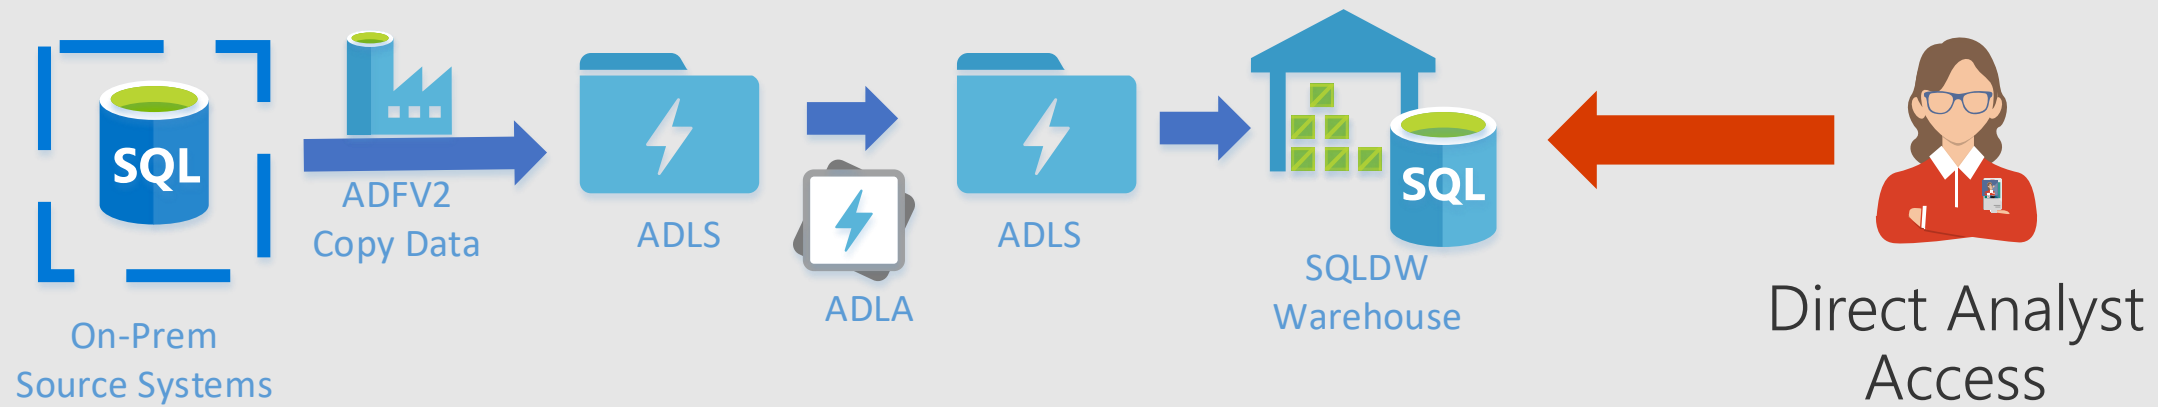 SQL
On-Prem
Source Systems
ADFV2
Copy Data
ADLS
ADLA
ADLS
SQL
SQLDW
Warehouse
Direct Analyst
Access